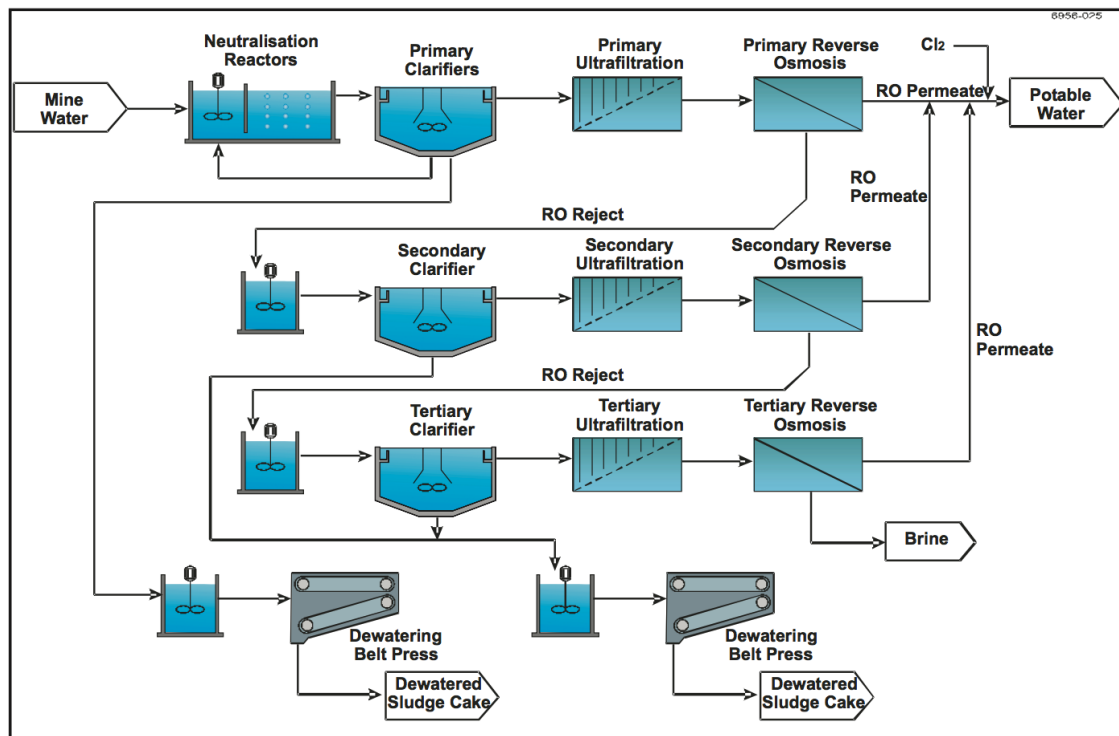 6956-025
Neutralisation
Reactors
Primary
Clarifiers
Primary
Ultrafiltration
Primary Reverse
Osmosis
Cl2
RO Permeate
Mine
Water
Potable
Water
RO
Permeate
RO Reject
Secondary
Clarifier
Secondary
Ultrafiltration
Secondary Reverse
Osmosis
RO
Permeate
RO Reject
Tertiary
Clarifier
Tertiary
Ultrafiltration
Tertiary Reverse
Osmosis
Brine
Dewatering
Belt Press
Dewatering
Belt Press
Dewatered
Sludge Cake
Dewatered
Sludge Cake